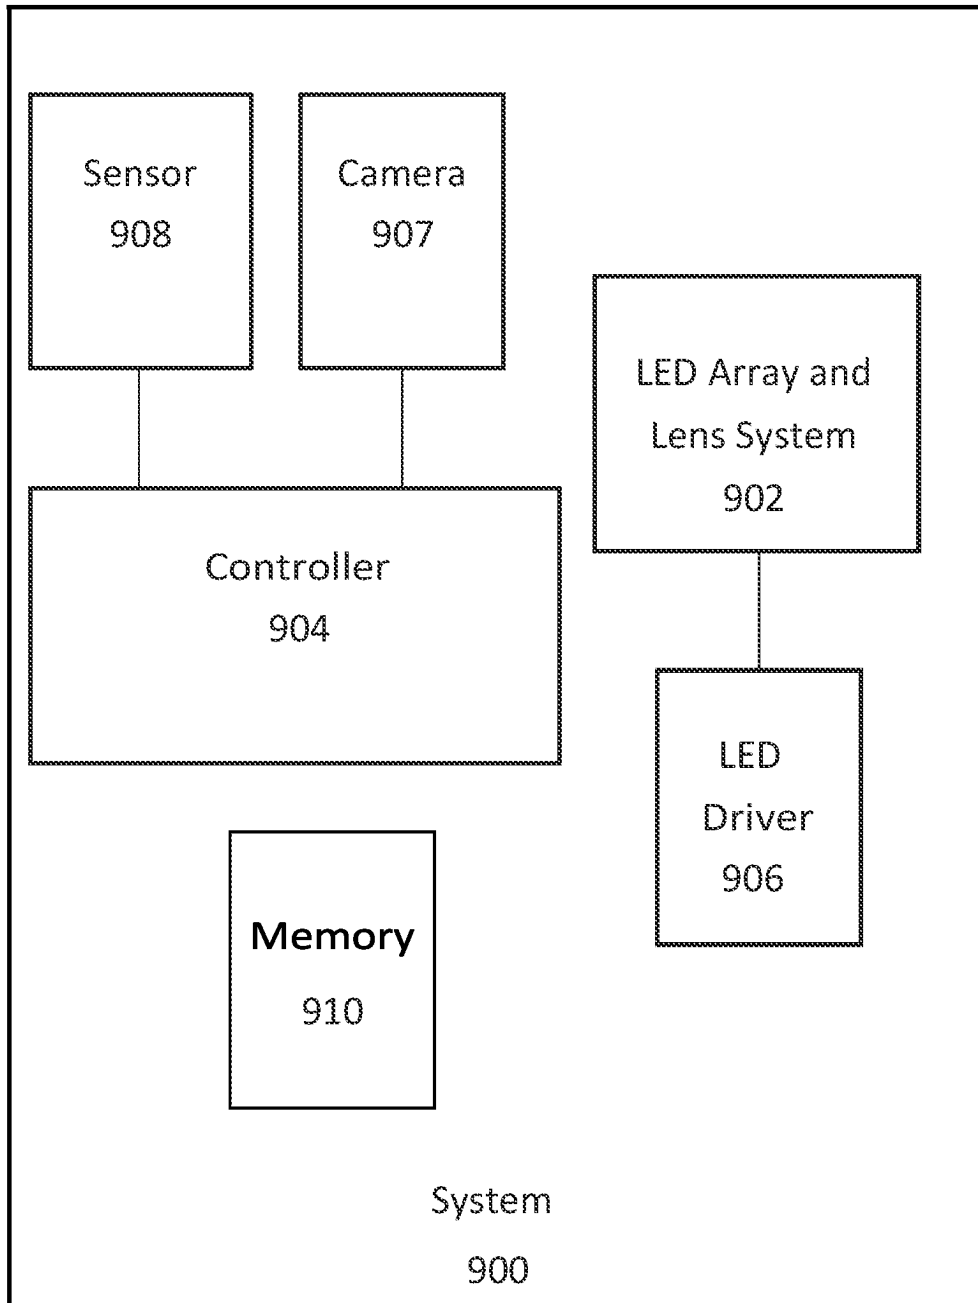 Sensor
908
Camera
907
LED Array and
Lens System
902
Controller
904
LED
Driver
906
Memory
910
System
900